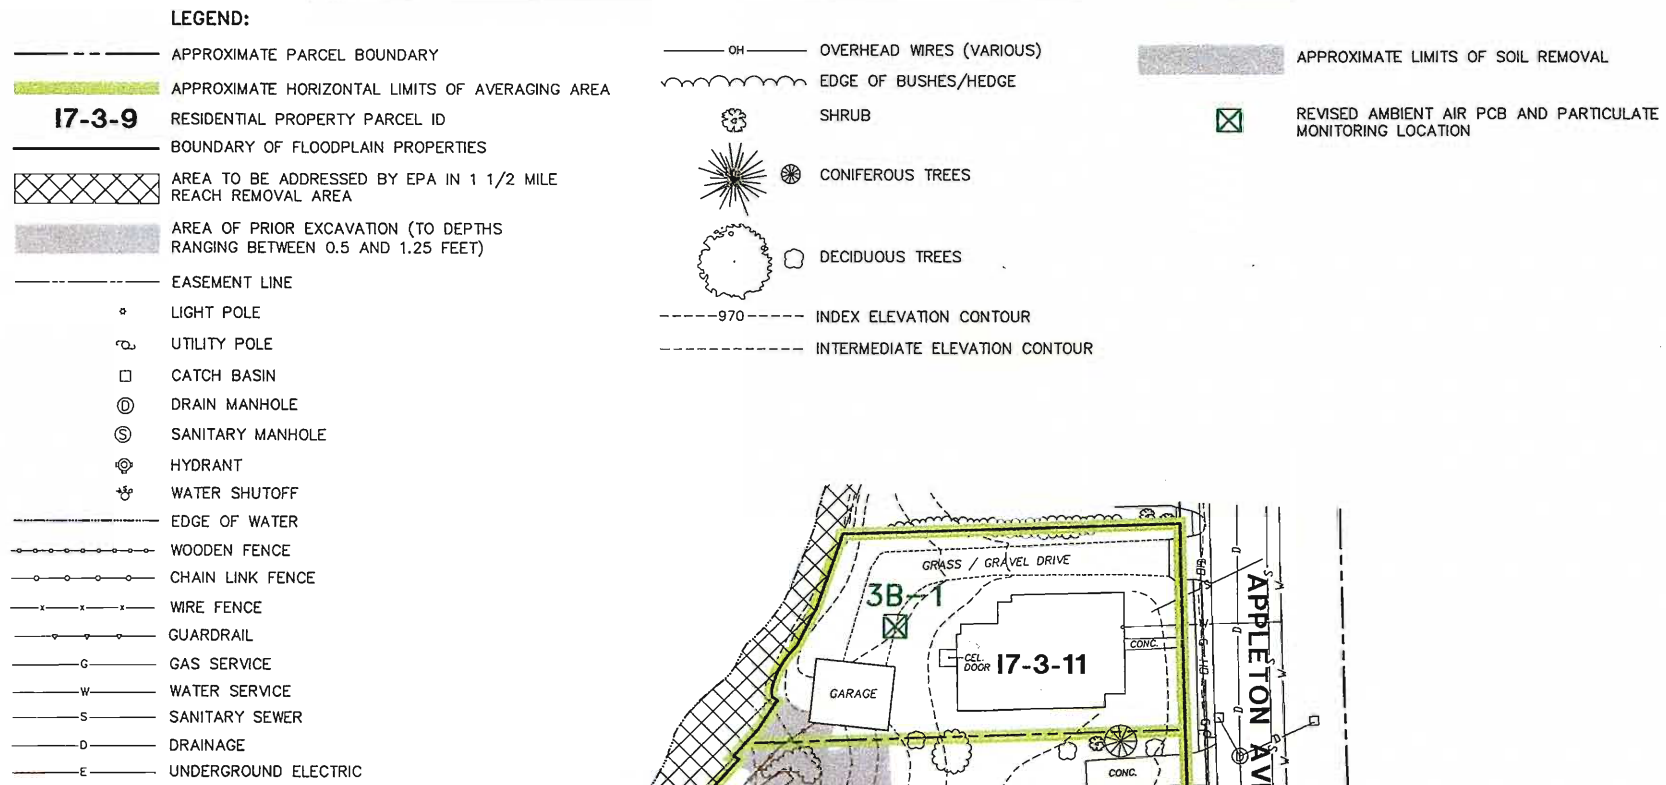 LEGEND:
APPROXIMATE PARCEL BOUNDARY
APPROXIMATE HORIZONTAL LIMITS OF AVERAGING AREA
I7-3-9 RESIDENTIAL PROPERTY PARCEL ID
BOUNDARY OF FLOODPLAIN PROPERTIES
AREA TO BE ADDRESSED BY EPA IN 1 1/2 MILE
REACH REMOVAL AREA
AREA OF PRIOR EXCAVATION (TO DEPTHS
RANGING BETWEEN 0.5 AND 1.25 FEET)
EASEMENT LINE
LIGHT POLE
UTILITY POLE
CATCH BASIN
D DRAIN MANHOLE
S SANITARY MANHOLE
HYDRANT
WATER SHUTOFF
EDGE OF WATER
WOODEN FENCE
CHAIN LINK FENCE
x x x WIRE FENCE
GUARDRAIL
G GAS SERVICE
W WATER SERVICE
S SANITARY SEWER
D DRAINAGE
E UNDERGROUND ELECTRIC
OH OVERHEAD WIRES (VARIOUS)
EDGE OF BUSHES/HEDGE
SHRUB
CONIFEROUS TREES
DECIDUOUS TREES
970 INDEX ELEVATION CONTOUR
INTERMEDIATE ELEVATION CONTOUR
APPROXIMATE LIMITS OF SOIL REMOVAL
REVISED AMBIENT AIR PCB AND PARTICULATE
MONITORING LOCATION
GRASS / GRAVEL DRIVE
3B-1
CEL.
DOOR
I7-3-11
CONC.
GARAGE
CONC.
APPLETON AV